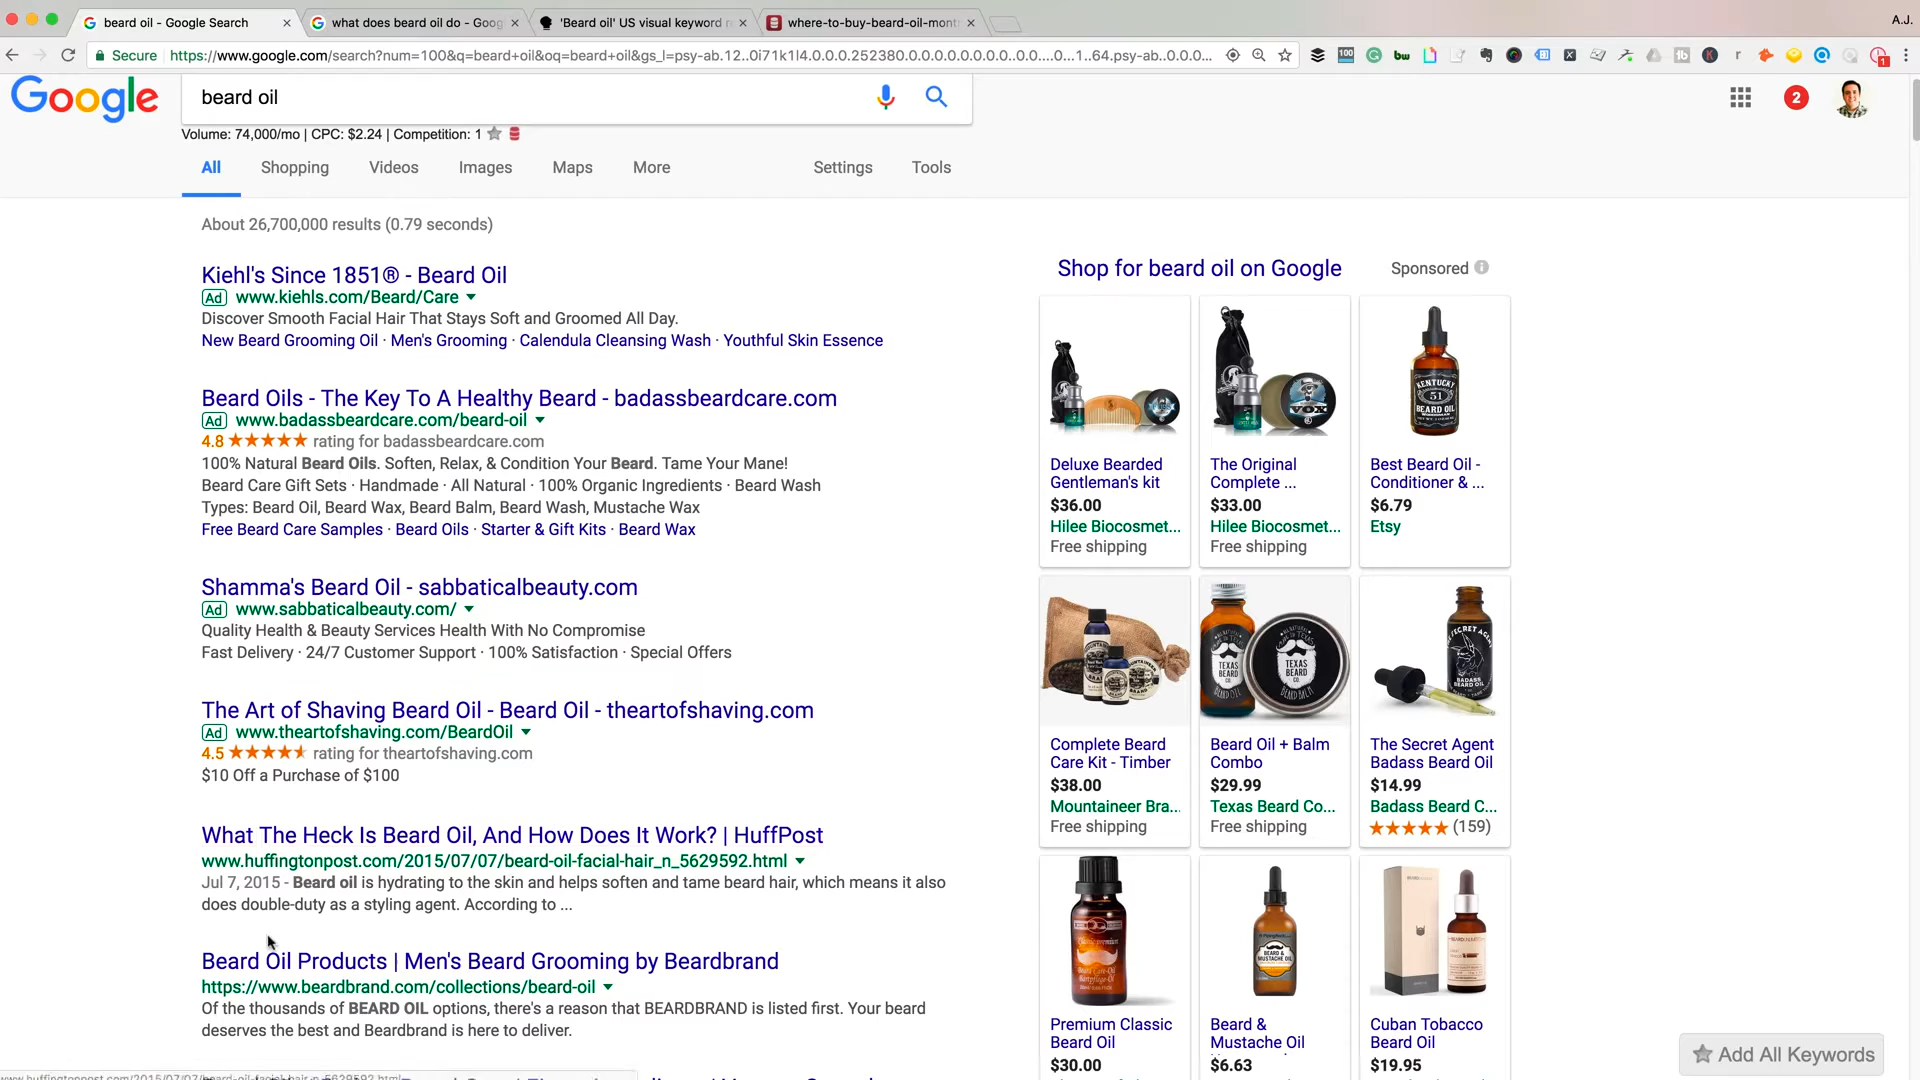 beard oil - Google Search
what does beard oil do - Goog
'Beard oil' US visual keyword r
where-to-buy-beard-oil-montr
A.J.
Secure
https://www.google.com/search?num=100&q=beard+oil&oq=beard+oil&gs_l=psy-ab.12..0i71k1l4.0.0.0.252380.0.0.0.0.0.0.0.0..0.0....0...1..64.psy-ab..0.0.0...
Google
beard oil
2
Volume: 74,000/mo | CPC: $2.24 | Competition: 1
All
Shopping
Videos
Images
Maps
More
Settings
Tools
About 26,700,000 results (0.79 seconds)
Kiehl's Since 1851® - Beard Oil
Ad www.kiehls.com/Beard/Care
Discover Smooth Facial Hair That Stays Soft and Groomed All Day.
New Beard Grooming Oil · Men's Grooming · Calendula Cleansing Wash · Youthful Skin Essence
Beard Oils - The Key To A Healthy Beard - badassbeardcare.com
Ad www.badassbeardcare.com/beard-oil
4.8 ★★★★★ rating for badassbeardcare.com
100% Natural Beard Oils. Soften, Relax, & Condition Your Beard. Tame Your Mane!
Beard Care Gift Sets · Handmade · All Natural · 100% Organic Ingredients · Beard Wash
Types: Beard Oil, Beard Wax, Beard Balm, Beard Wash, Mustache Wax
Free Beard Care Samples · Beard Oils · Starter & Gift Kits · Beard Wax
Shamma's Beard Oil - sabbaticalbeauty.com
Ad www.sabbaticalbeauty.com/
Quality Health & Beauty Services Health With No Compromise
Fast Delivery · 24/7 Customer Support · 100% Satisfaction · Special Offers
The Art of Shaving Beard Oil - Beard Oil - theartofshaving.com
Ad www.theartofshaving.com/BeardOil
4.5 ★★★★★ rating for theartofshaving.com
$10 Off a Purchase of $100
What The Heck Is Beard Oil, And How Does It Work? | HuffPost
www.huffingtonpost.com/2015/07/07/beard-oil-facial-hair_n_5629592.html
Jul 7, 2015 - Beard oil is hydrating to the skin and helps soften and tame beard hair, which means it also
does double-duty as a styling agent. According to ...
Beard Oil Products | Men's Beard Grooming by Beardbrand
https://www.beardbrand.com/collections/beard-oil
Of the thousands of BEARD OIL options, there's a reason that BEARDBRAND is listed first. Your beard
deserves the best and Beardbrand is here to deliver.
Shop for beard oil on Google
Sponsored
Deluxe Bearded
Gentleman's kit
$36.00
Hilee Biocosmet...
Free shipping
The Original
Complete ...
$33.00
Hilee Biocosmet...
Free shipping
KENTUCKY
51
BEARD OIL
Best Beard Oil -
Conditioner & ...
$6.79
Etsy
Complete Beard
Care Kit - Timber
$38.00
Mountaineer Bra...
Free shipping
TEXAS
BEARD
CO.
TEXAS
BEARD
CO.
Beard Oil + Balm
Combo
$29.99
Texas Beard Co...
Free shipping
The Secret Agent
Badass Beard Oil
$14.99
Badass Beard C...
★★★★★ (159)
Premium Classic
Beard Oil
$30.00
Beard &
Mustache Oil
$6.63
Cuban Tobacco
Beard Oil
$19.95
Add All Keywords